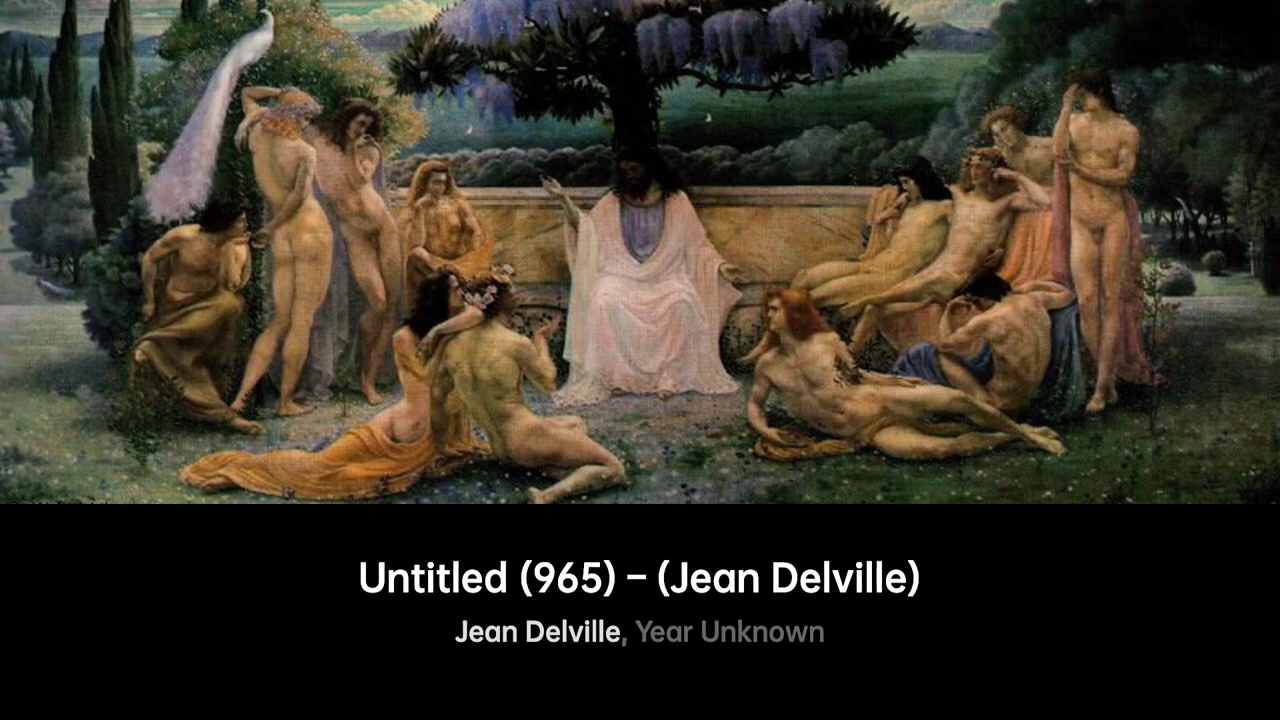 Untitled (965) – (Jean Delville)
Jean Delville, Year Unknown